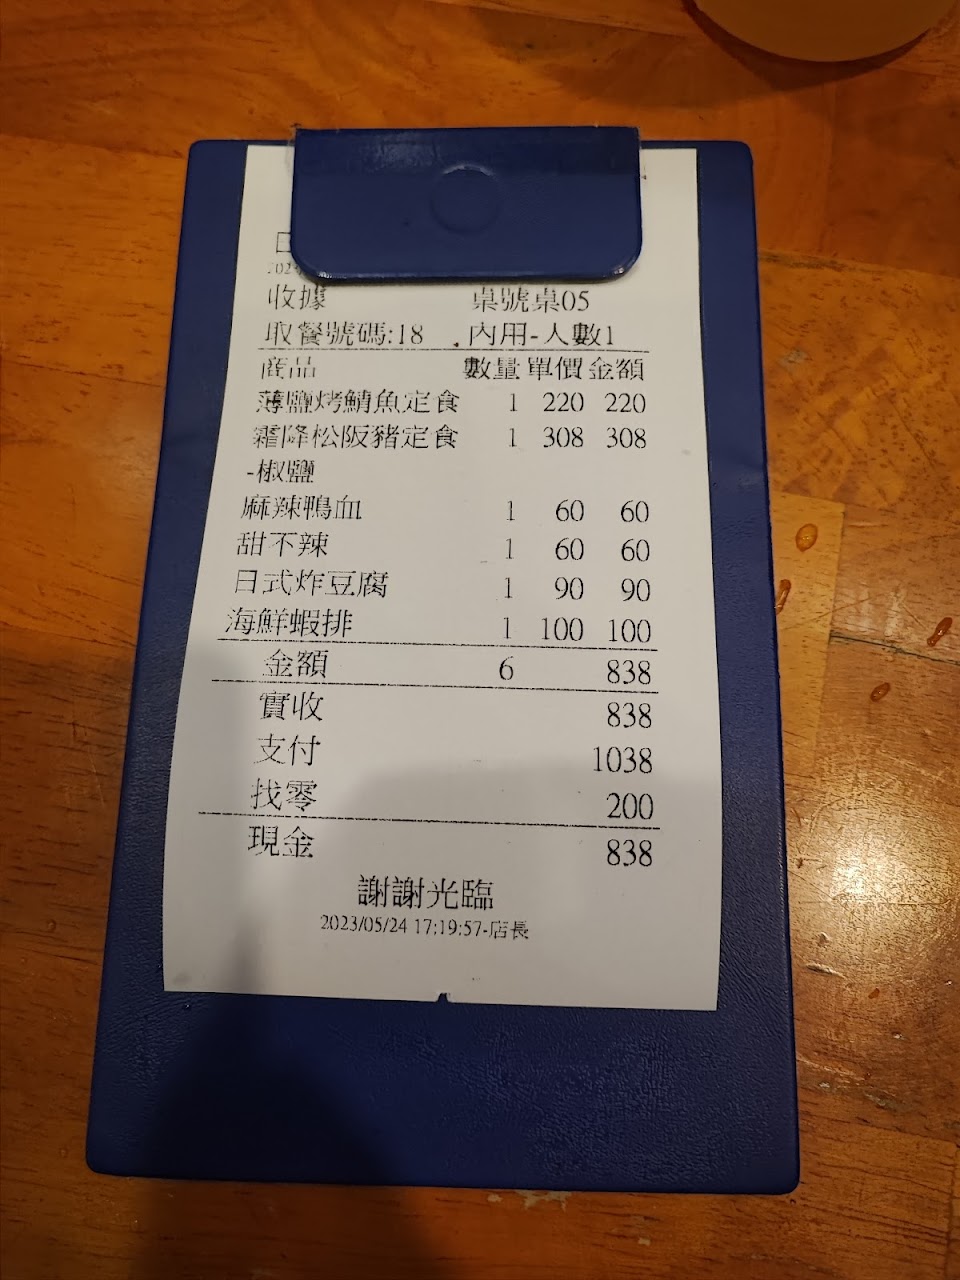 收據 桌號桌05
取餐號碼:18 內用-人數1
商品 數量 單價 金額
薄鹽烤鯖魚定食 1 220 220
霜降松阪豬定食 1 308 308
-椒鹽
麻辣鴨血 1 60 60
甜不辣 1 60 60
日式炸豆腐 1 90 90
海鮮蝦排 1 100 100
金額 6 838
實收 838
支付 1038
找零 200
現金 838
謝謝光臨
2023/05/24 17:19:57-店長